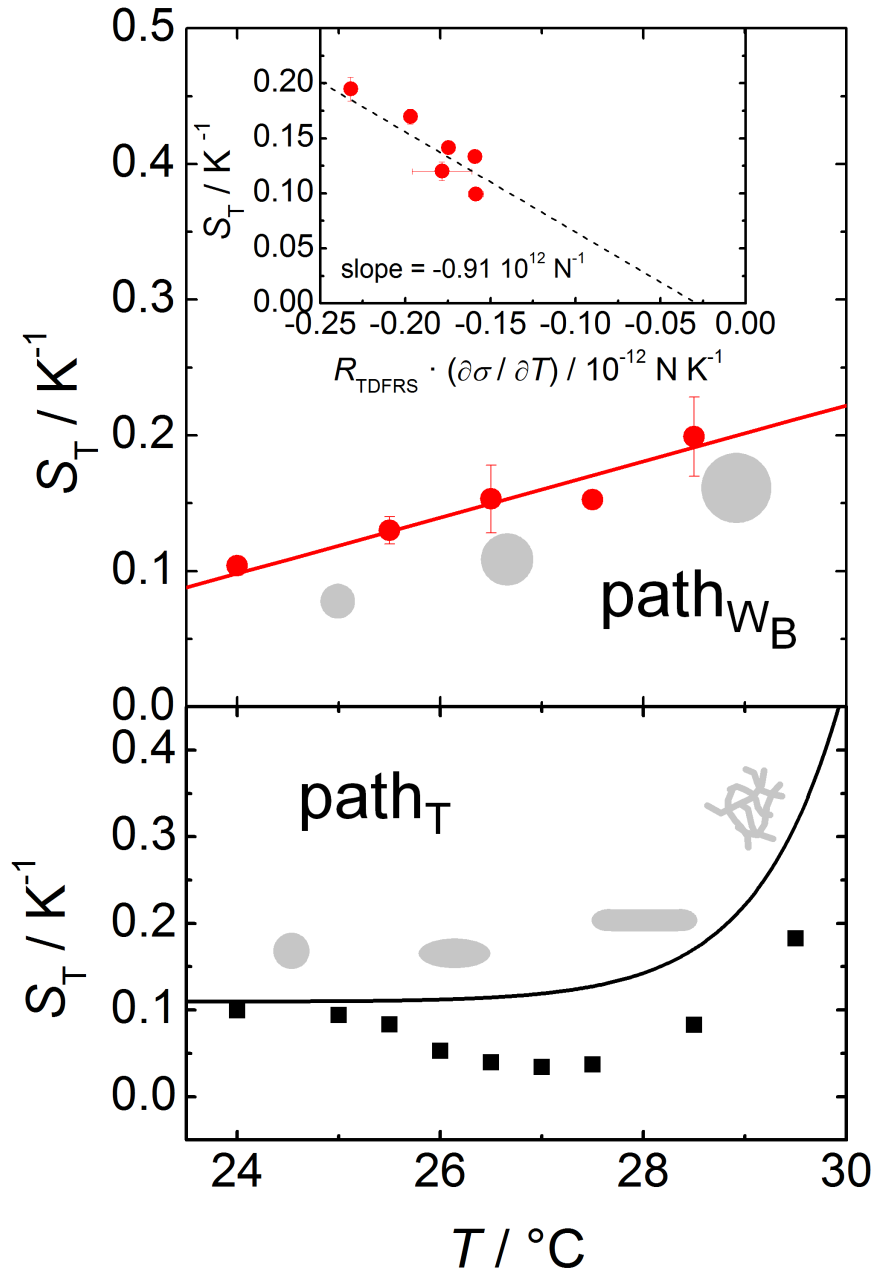 0.5
0.4
0.3
0.2
0.1
0.0
S_T / K^-1
0.20
0.15
0.10
0.05
0.00
S_T / K^-1
slope = -0.91 10^12 N^-1
-0.25 -0.20 -0.15 -0.10 -0.05 0.00
R_TDFRS · (∂σ / ∂T) / 10^-12 N K^-1
path_W_B
0.4
0.3
0.2
0.1
0.0
S_T / K^-1
path_T
24 26 28 30
T / °C